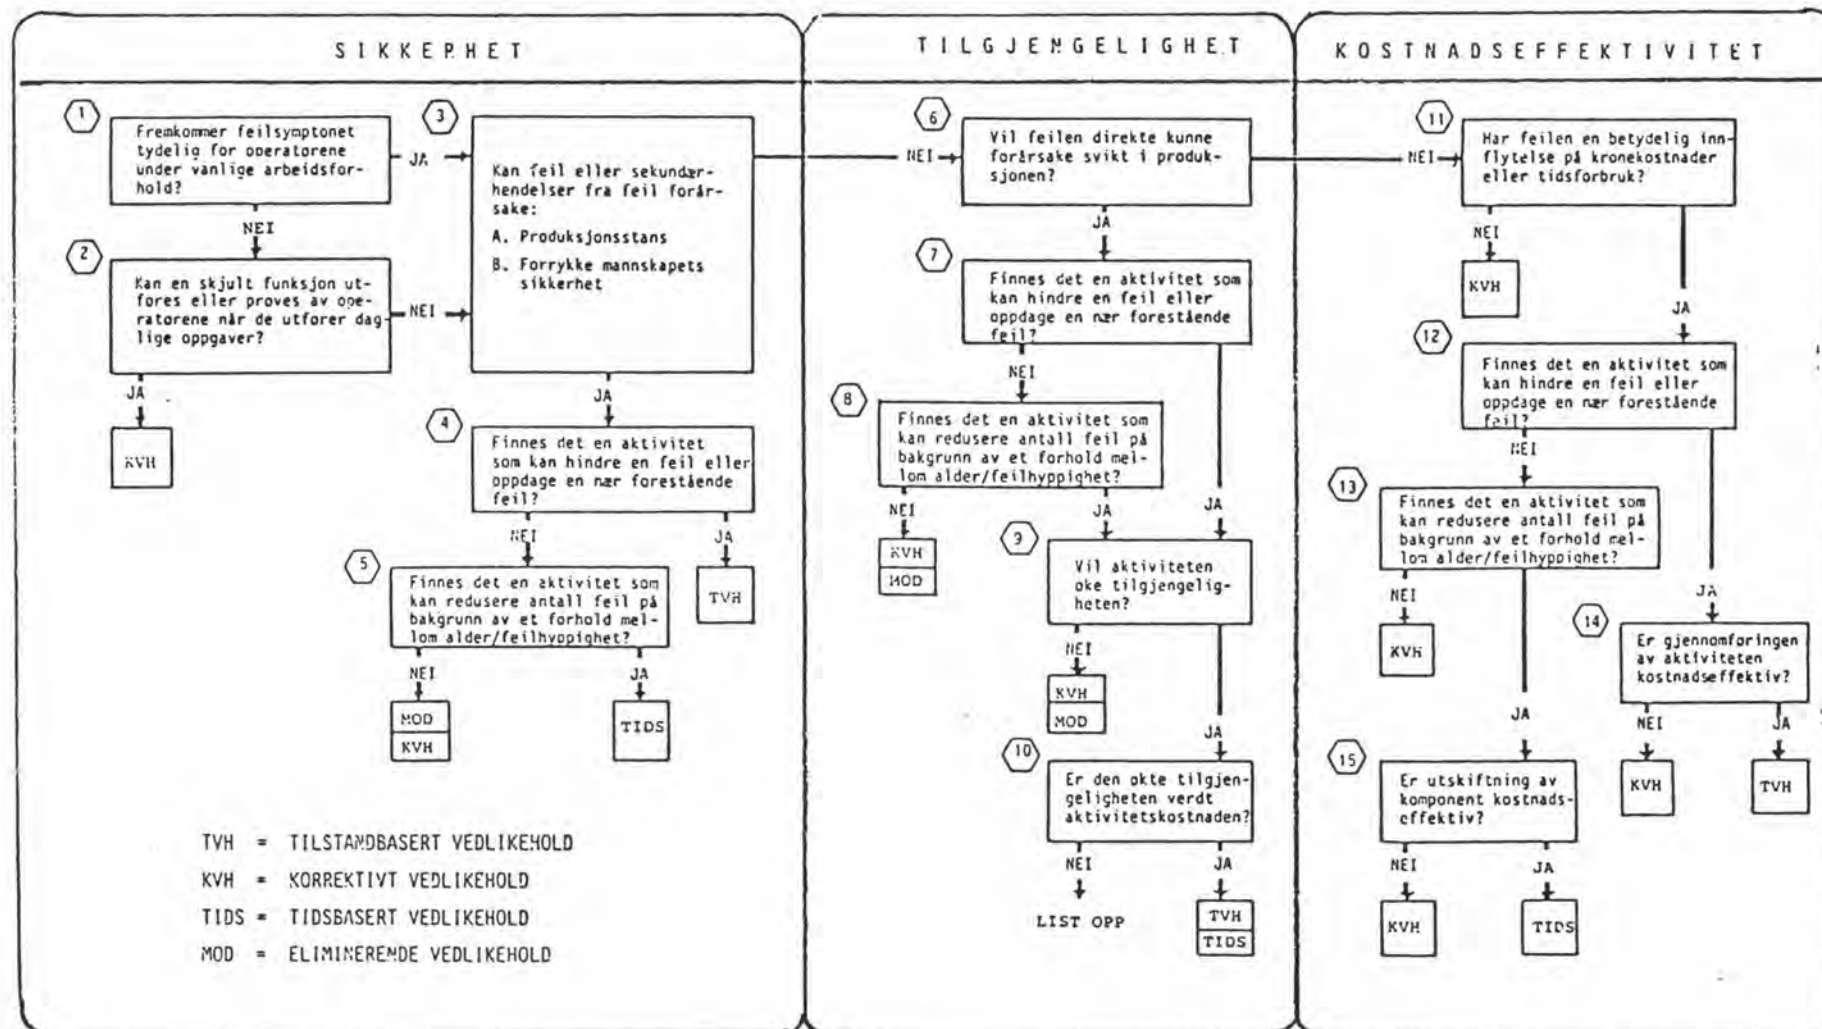 SIKKEPHET
1
Fremkommer feilsymptonet
tydelig for operatørene
under vanlige arbeidsfor-
hold?
JA
NEI
2
Kan en skjult funksjon ut-
føres eller prøves av ope-
ratørene når de utfører dag-
lige oppgaver?
NEI
JA
KVH
3
Kan feil eller sekundær-
hendelser fra feil forår-
sake:
A. Produksjonsstans
B. Forrykke mannskapets
sikkerhet
NEI
JA
4
Finnes det en aktivitet
som kan hindre en feil eller
oppdage en nær forestående
feil?
NEI
JA
TVH
5
Finnes det en aktivitet som
kan redusere antall feil på
bakgrunn av et forhold mel-
lom alder/feilhyppighet?
NEI
JA
MOD
KVH
TIDS
TVH = TILSTANDBASERT VEDLIKEHOLD
KVH = KORREKTIVT VEDLIKEHOLD
TIDS = TIDSBASERT VEDLIKEHOLD
MOD = ELIMINERENDE VEDLIKEHOLD
TILGJENGELIGHET
6
Vil feilen direkte kunne
forårsake svikt i produk-
sjonen?
NEI
JA
7
Finnes det en aktivitet som
kan hindre en feil eller
oppdage en nær forestående
feil?
NEI
JA
8
Finnes det en aktivitet som
kan redusere antall feil på
bakgrunn av et forhold mel-
lom alder/feilhyppighet?
NEI
JA
KVH
MOD
9
Vil aktiviteten
øke tilgjengelig-
heten?
NEI
JA
KVH
MOD
10
Er den økte tilgjen-
geligheten verdt
aktivitetskostnaden?
NEI
JA
LIST OPP
TVH
TIDS
KOSTNADSEFFEKTIVITET
11
Har feilen en betydelig inn-
flytelse på kronekostnader
eller tidsforbruk?
NEI
JA
KVH
12
Finnes det en aktivitet som
kan hindre en feil eller
oppdage en nær forestående
feil?
NEI
JA
13
Finnes det en aktivitet som
kan redusere antall feil på
bakgrunn av et forhold mel-
lom alder/feilhyppighet?
NEI
JA
KVH
14
Er gjennomføringen
av aktiviteten
kostnadseffektiv?
NEI
JA
KVH
TVH
15
Er utskiftning av
komponent kostnads-
effektiv?
NEI
JA
KVH
TIDS